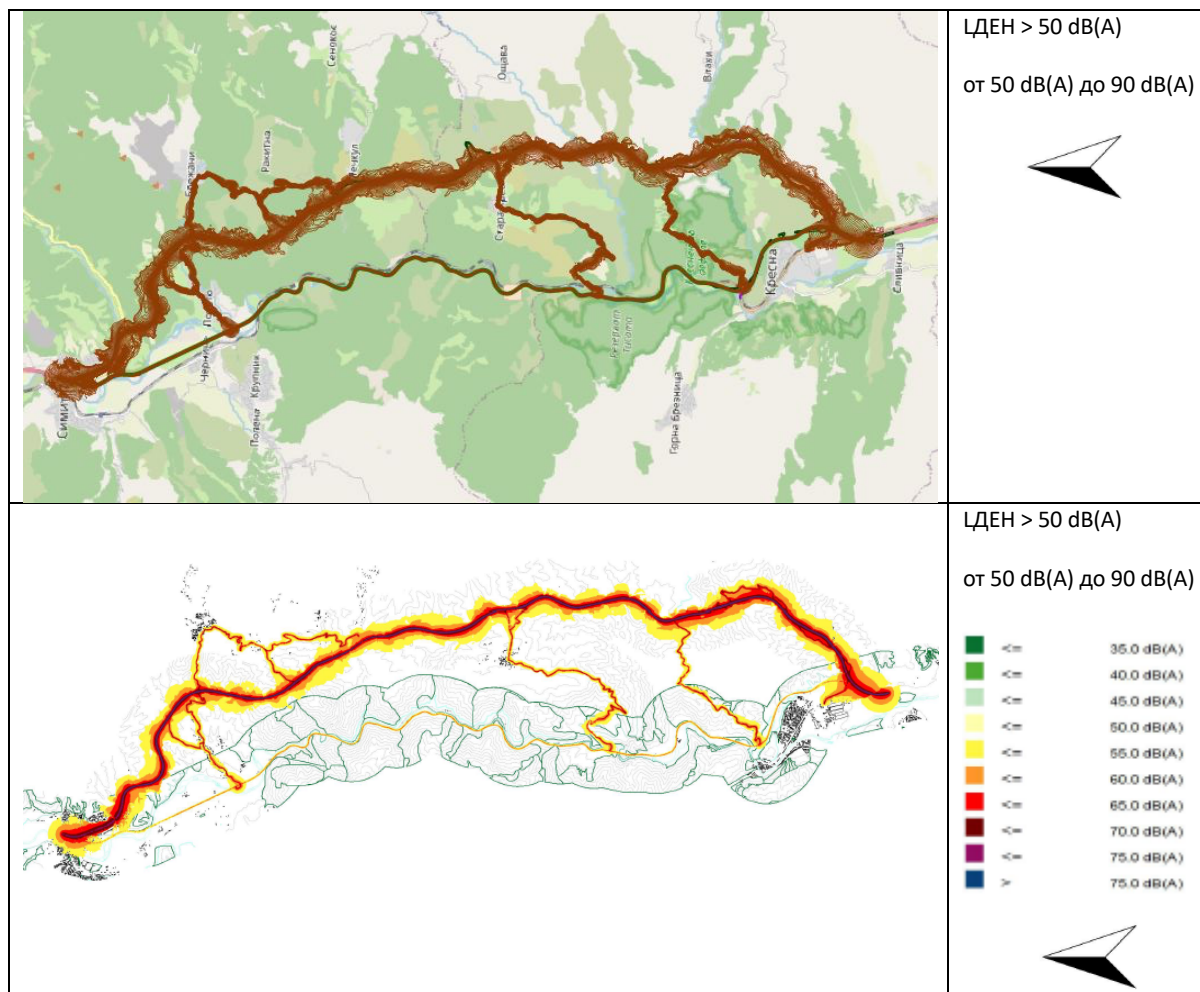 LДЕН > 50 dB(A)
от 50 dB(A) до 90 dB(A)
Сенокос
Ощава
Влахи
Ракитна
Полена
Крупник
Горна Брезница
Кресна
Сливница
LДЕН > 50 dB(A)
от 50 dB(A) до 90 dB(A)
<= 35.0 dB(A)
<= 40.0 dB(A)
<= 45.0 dB(A)
<= 50.0 dB(A)
<= 55.0 dB(A)
<= 60.0 dB(A)
<= 65.0 dB(A)
<= 70.0 dB(A)
<= 75.0 dB(A)
> 75.0 dB(A)